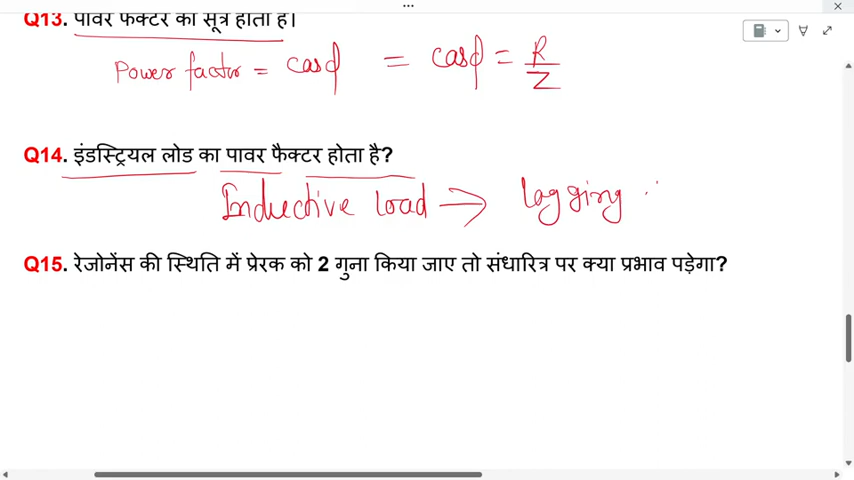 Q13. पावर फैक्टर का सूत्र होता है।
Power factor = cosϕ = cosϕ = R/Z
Q14. इंडस्ट्रियल लोड का पावर फैक्टर होता है?
Inductive load → lagging
Q15. रेजोनेंस की स्थिति में प्रेरक को 2 गुना किया जाए तो संधारित्र पर क्या प्रभाव पड़ेगा?